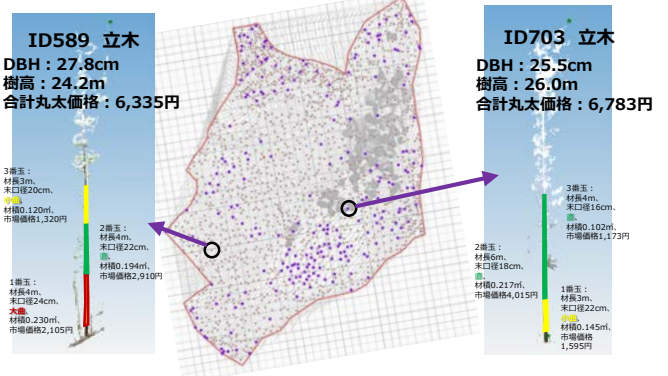 ID589 立木
DBH：27.8cm
樹高：24.2m
合計丸太価格：6,335円
3番玉：
材長3m、
末口径20cm、
小曲、
材積0.120㎥、
市場価格1,320円
2番玉：
材長4m、
末口径22cm、
直、
材積0.194㎥、
市場価格2,910円
1番玉：
材長4m、
末口径24cm、
大曲、
材積0.230㎥、
市場価格2,105円
ID703 立木
DBH：25.5cm
樹高：26.0m
合計丸太価格：6,783円
3番玉：
材長4m、
末口径16cm、
直、
材積0.102㎥、
市場価格1,173円
2番玉：
材長6m、
末口径18cm、
直、
材積0.217㎥、
市場価格4,015円
1番玉：
材長3m、
末口径22cm、
小曲、
材積0.145㎥、
市場価格
1,595円